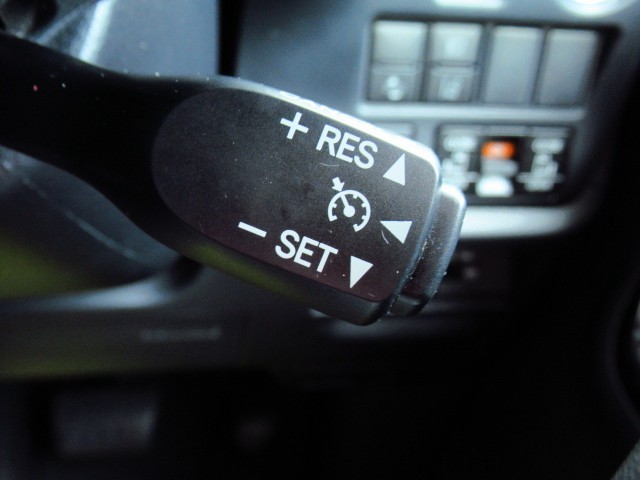 + RES
- SET